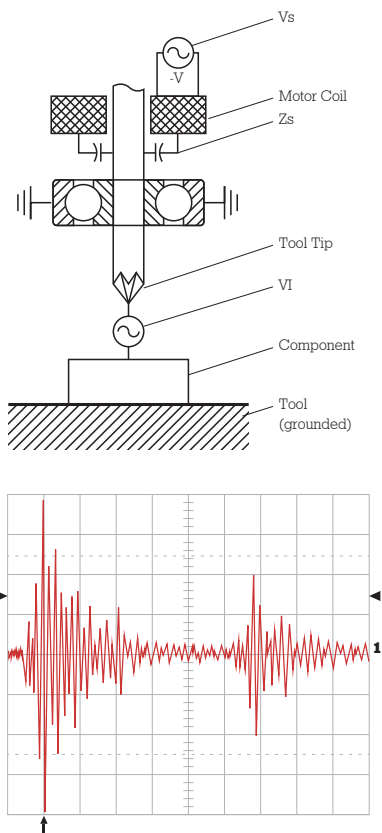 Vs
-V
Motor Coil
Zs
Tool Tip
VI
Component
Tool
(grounded)
1